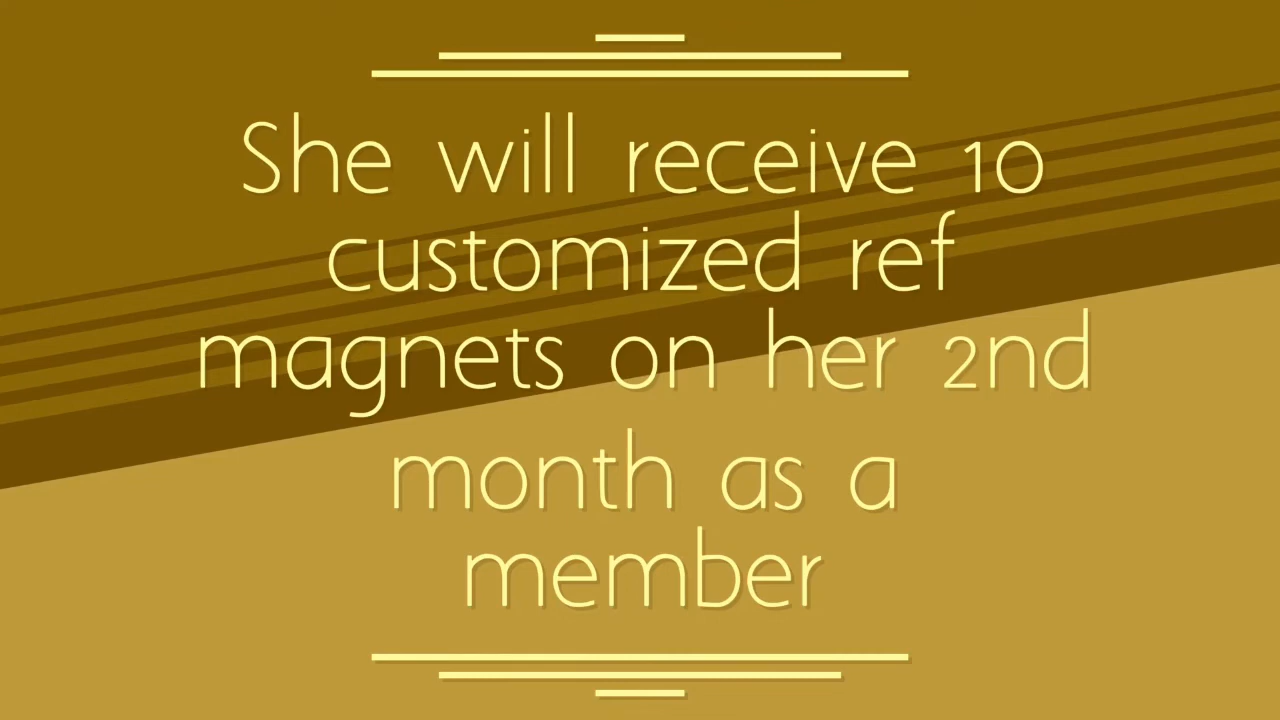 She will receive 10
customized ref
magnets on her 2nd
month as a
member